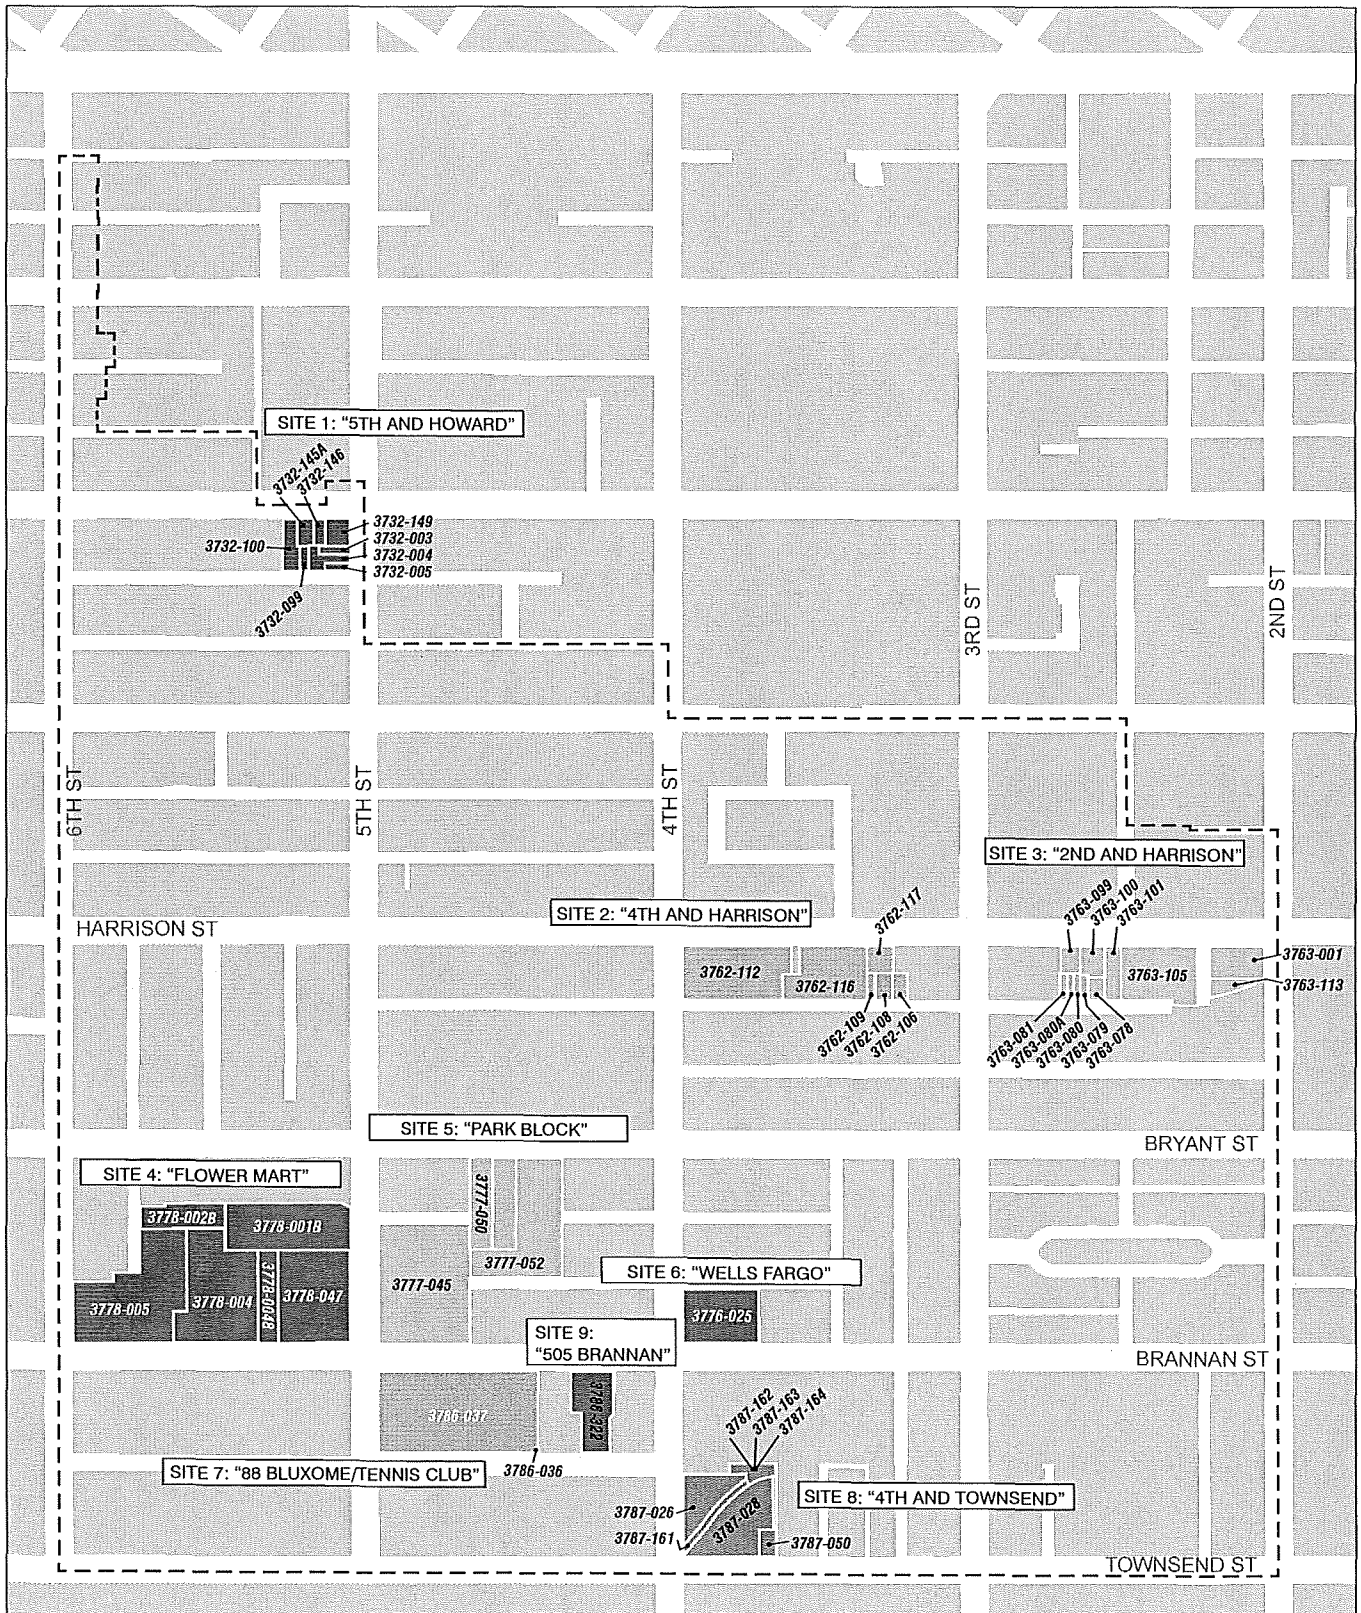 SITE 1: "5TH AND HOWARD"
3732-145A
3732-146
3732-149
3732-003
3732-100
3732-004
3732-005
3732-099
3RD ST
2ND ST
6TH ST
5TH ST
4TH ST
SITE 3: "2ND AND HARRISON"
SITE 2: "4TH AND HARRISON"
HARRISON ST
3762-117
3763-099
3763-100
3763-101
3762-112
3762-116
3763-105
3763-001
3763-113
3762-109
3762-108
3762-106
3763-081
3763-080A
3763-080
3763-079
3763-078
SITE 5: "PARK BLOCK"
BRYANT ST
SITE 4: "FLOWER MART"
3778-002B
3778-001B
3777-050
3777-052
3777-045
SITE 6: "WELLS FARGO"
3778-005
3778-004
3778-004B
3778-047
3776-025
SITE 9:
"505 BRANNAN"
BRANNAN ST
3786-037
3786-322
3787-162
3787-163
3787-164
SITE 7: "88 BLUXOME/TENNIS CLUB"
3786-036
SITE 8: "4TH AND TOWNSEND"
3787-026
3787-028
3787-161
3787-050
TOWNSEND ST